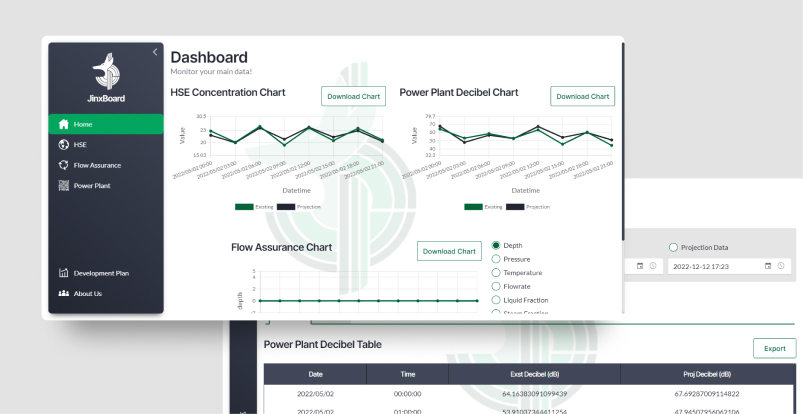 Dashboard
Monitor your main data!
JinxBoard
Home
HSE
Flow Assurance
Power Plant
Development Plan
About Us
HSE Concentration Chart
Download Chart
Value
30.5
25
20
15.03
2022/05/02 00:00
2022/05/02 03:00
2022/05/02 06:00
2022/05/02 09:00
2022/05/02 12:00
2022/05/02 15:00
2022/05/02 18:00
2022/05/02 21:00
Datetime
Existing Projection
Power Plant Decibel Chart
Download Chart
Value
79.7
70
60
50
40
32.2
2022/05/02 00:00
2022/05/02 03:00
2022/05/02 06:00
2022/05/02 09:00
2022/05/02 12:00
2022/05/02 15:00
2022/05/02 18:00
2022/05/02 21:00
Datetime
Existing Projection
Flow Assurance Chart
Download Chart
depth
5
4
2
0
-2
Depth
Pressure
Temperature
Flowrate
Liquid Fraction
Steam Fraction
Projection Data
2022-12-12 17:23
Power Plant Decibel Table
Export
Date Time Exst Decibel (dB) Proj Decibel (dB)
2022/05/02 00:00:00 64.16383091099439 67.69287009114822
2022/05/02 01:00:00 53.91037344411254 47.94507956062106